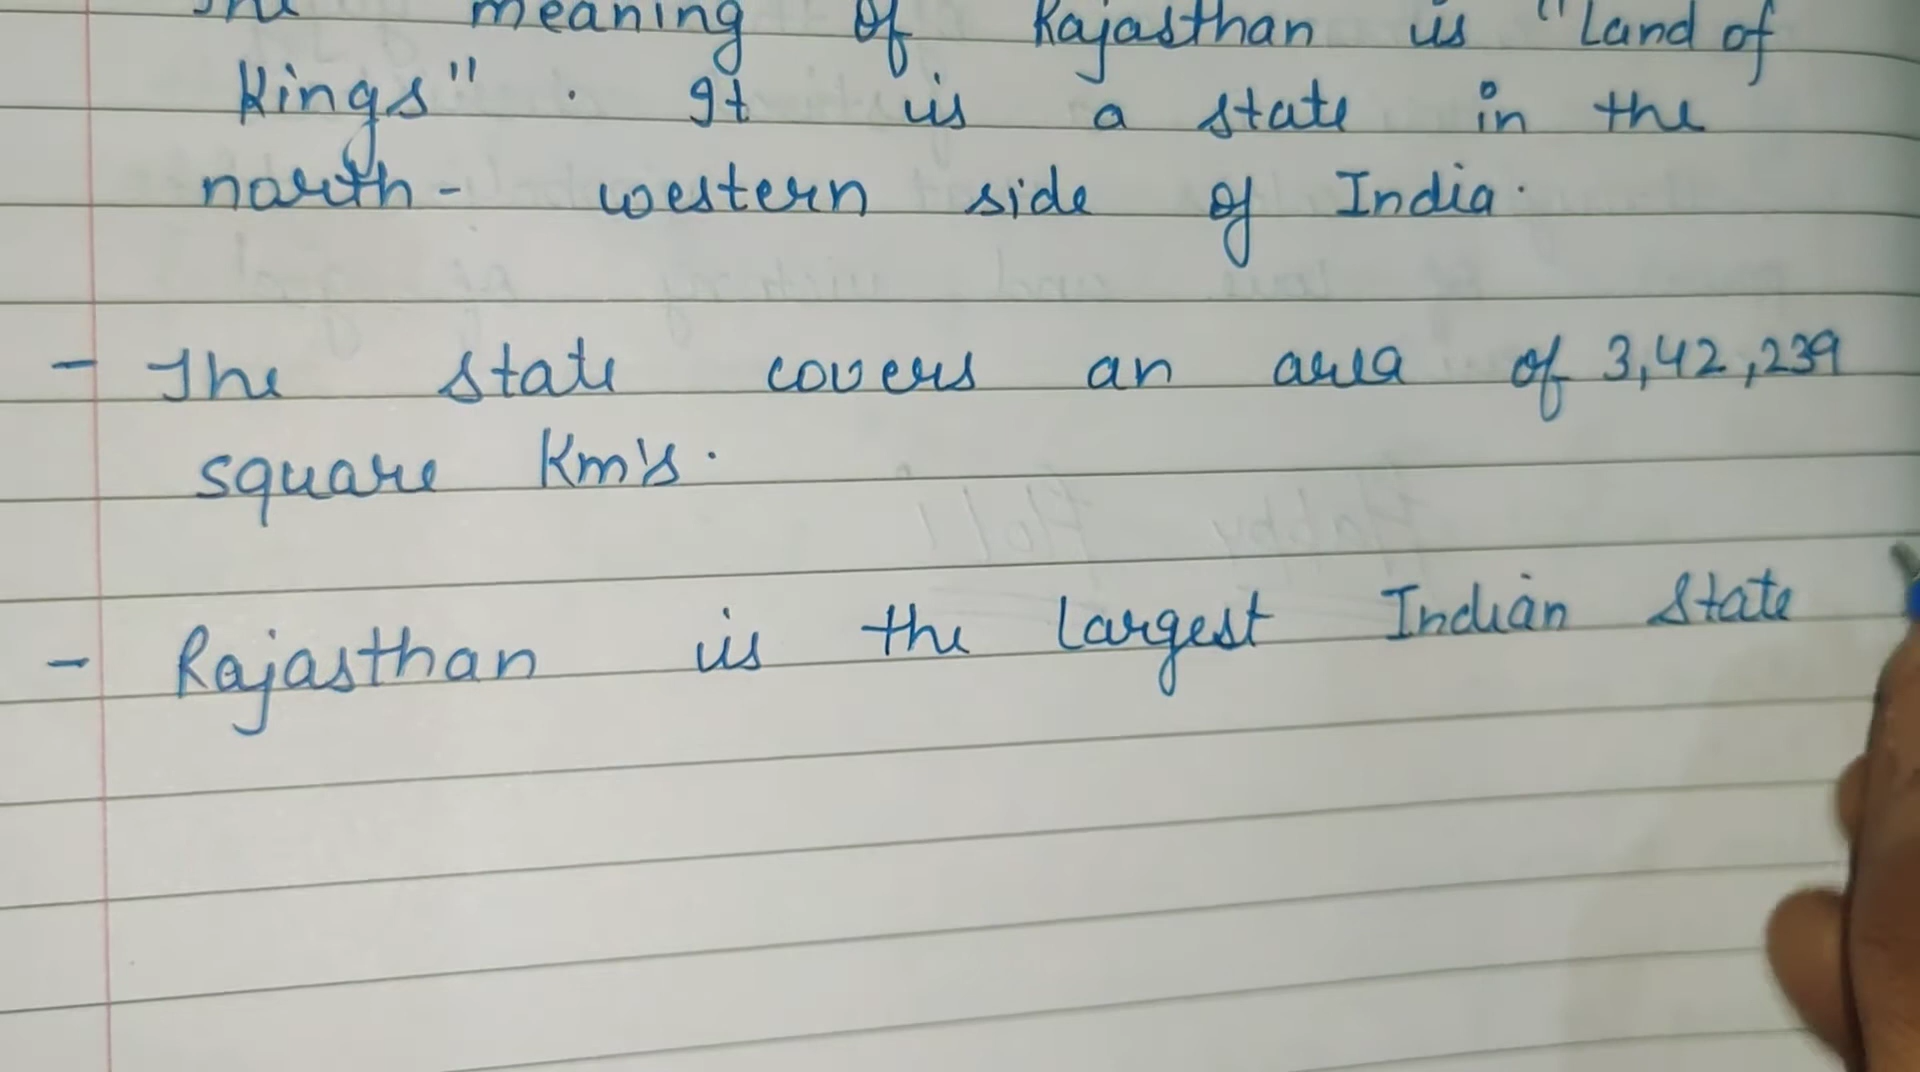 The meaning of Rajasthan is "Land of
Kings". It is a state in the
north- western side of India.
- The state covers an area of 3,42,239
square Km's.
- Rajasthan is the largest Indian State